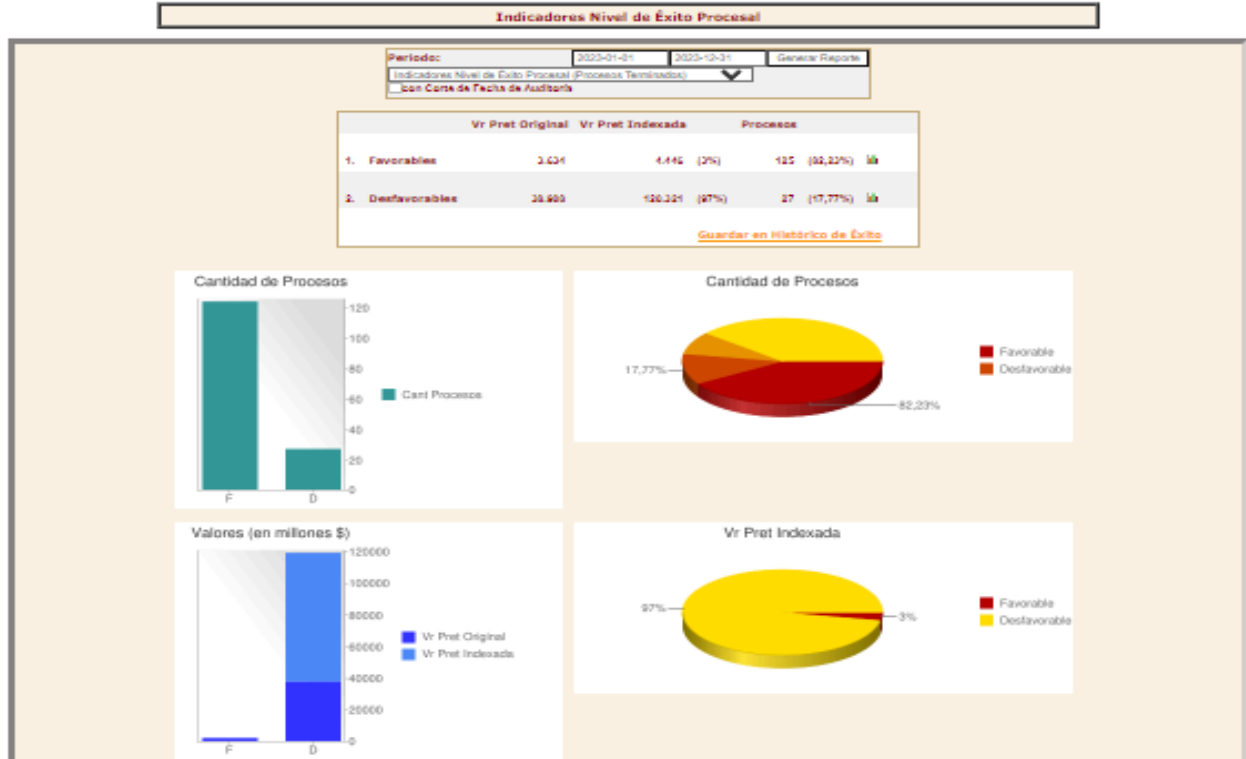 Indicadores Nivel de Éxito Procesal
Periodo: 2023-01-01 2023-12-31 Generar Reporte
Indicadores Nivel de Éxito Procesal (Procesos Terminados)
con Corte de Fecha de Auditoría
Vr Pret Original Vr Pret Indexada Procesos
1. Favorables (3%) 125 (82,23%)
2. Desfavorables (97%) 27 (17,77%)
Guardar en Histórico de Éxito
Cantidad de Procesos
120
100
80
60
40
20
0
F D
Cant Procesos
Cantidad de Procesos
17,77%
82,23%
Favorable
Desfavorable
Valores (en millones $)
120000
100000
80000
60000
40000
20000
0
F D
Vr Pret Original
Vr Pret Indexada
Vr Pret Indexada
97%
3%
Favorable
Desfavorable